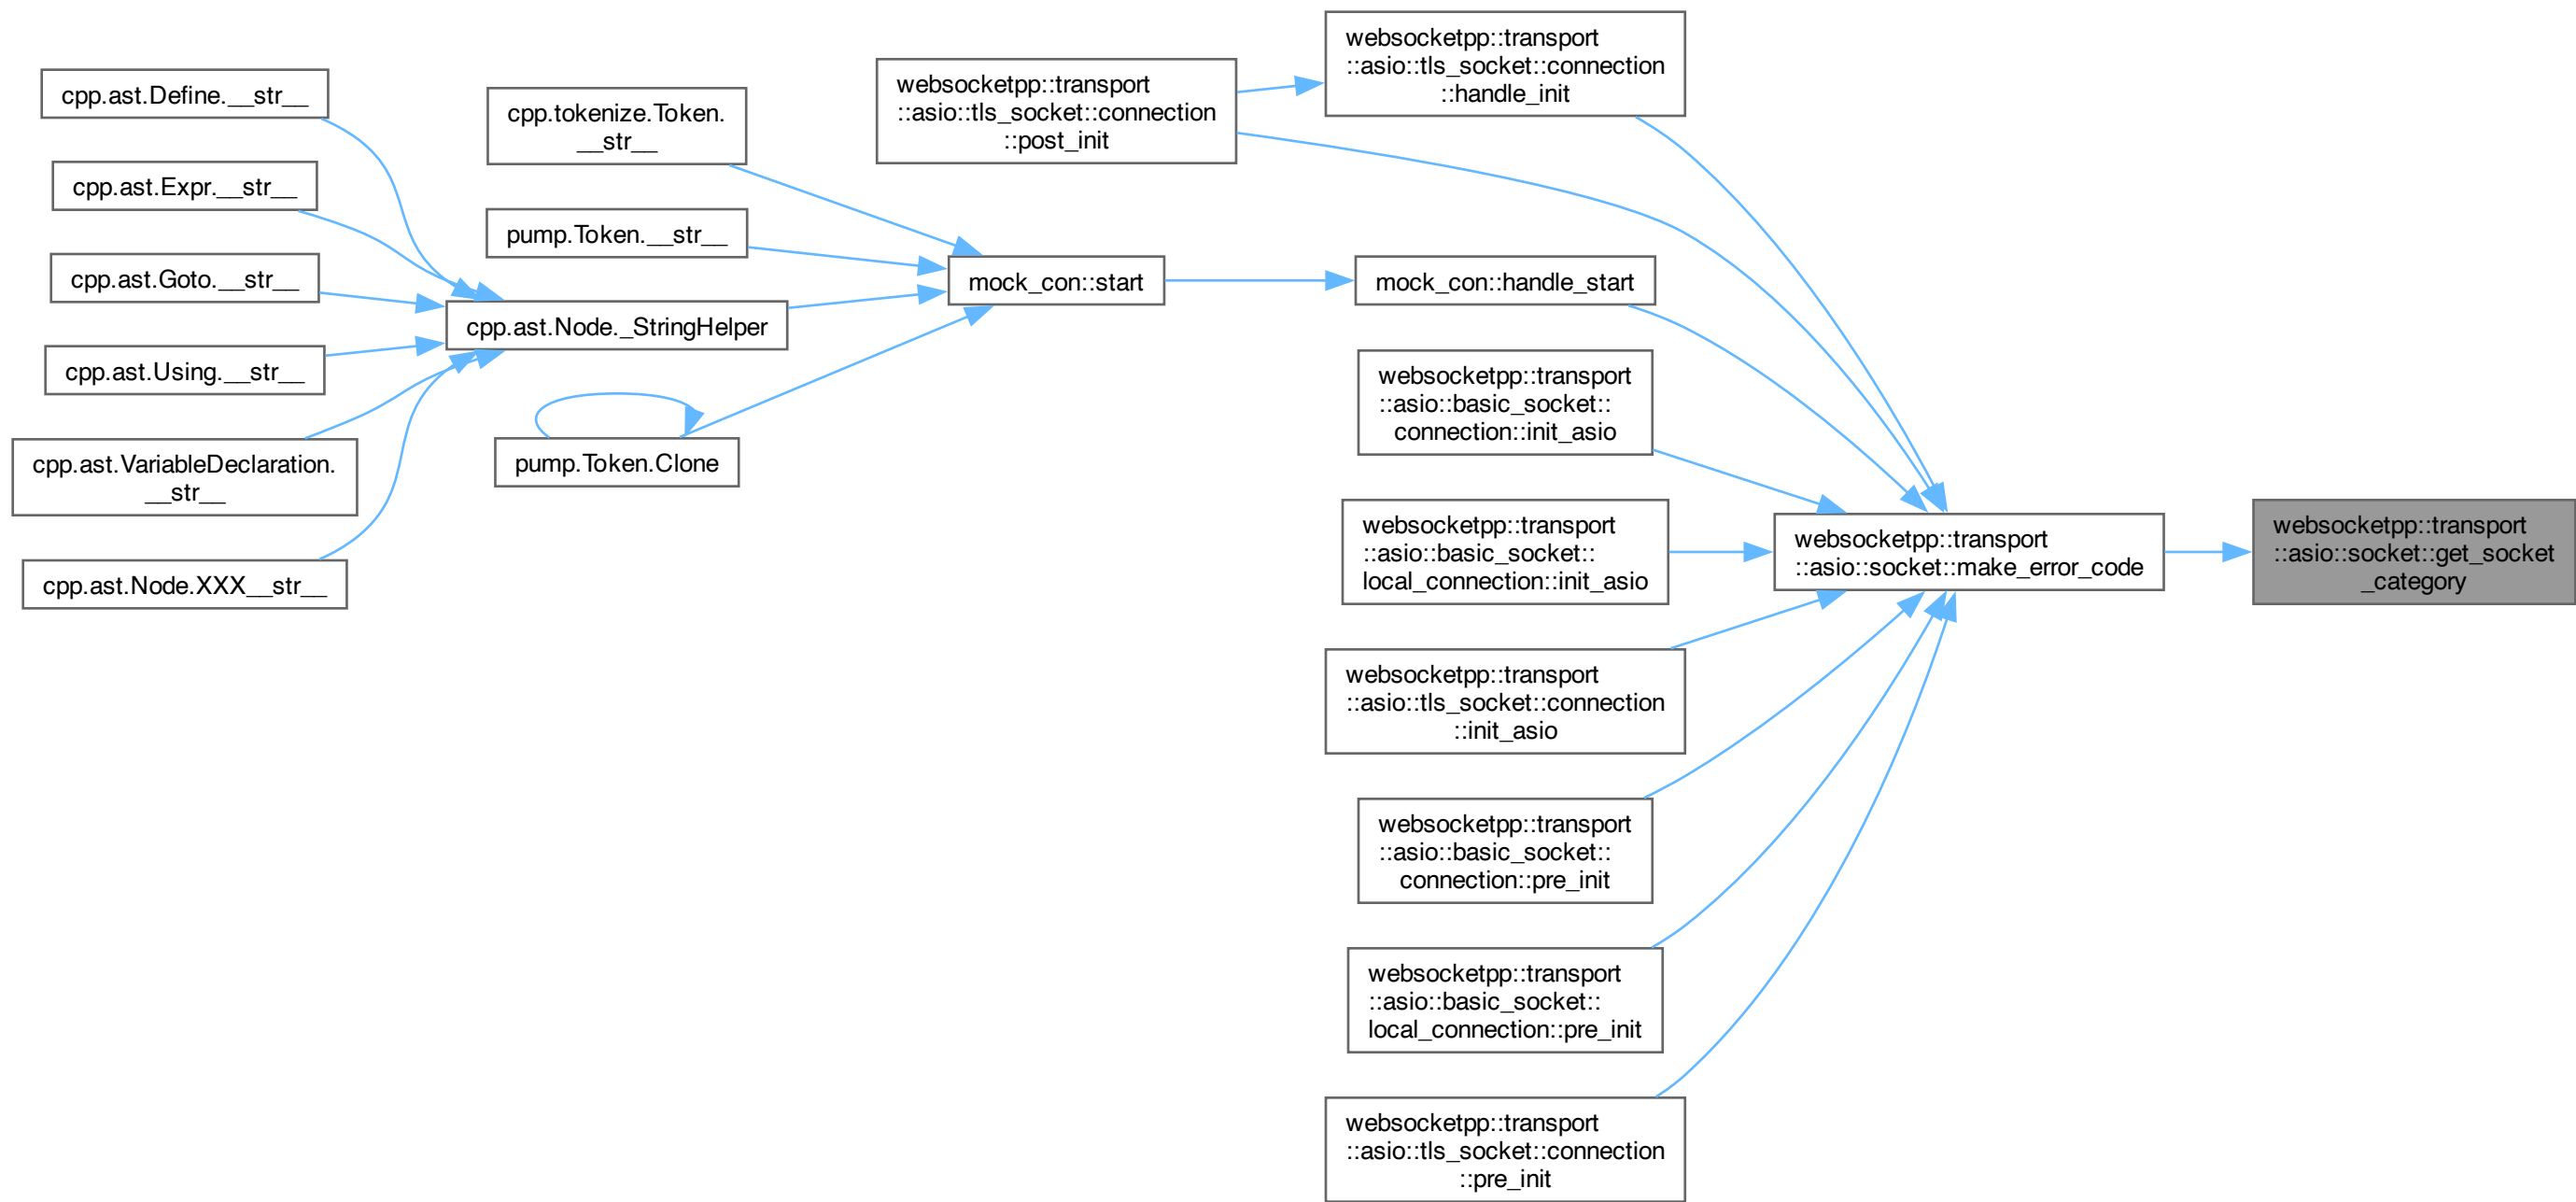 cpp.ast.Define.__str__
cpp.ast.Expr.__str__
cpp.ast.Goto.__str__
cpp.ast.Using.__str__
cpp.ast.VariableDeclaration.
__str__
cpp.ast.Node.XXX__str__
cpp.tokenize.Token.
__str__
pump.Token.__str__
cpp.ast.Node._StringHelper
pump.Token.Clone
websocketpp::transport
::asio::tls_socket::connection
::post_init
mock_con::start
websocketpp::transport
::asio::tls_socket::connection
::handle_init
mock_con::handle_start
websocketpp::transport
::asio::basic_socket::
connection::init_asio
websocketpp::transport
::asio::basic_socket::
local_connection::init_asio
websocketpp::transport
::asio::tls_socket::connection
::init_asio
websocketpp::transport
::asio::basic_socket::
connection::pre_init
websocketpp::transport
::asio::basic_socket::
local_connection::pre_init
websocketpp::transport
::asio::tls_socket::connection
::pre_init
websocketpp::transport
::asio::socket::make_error_code
websocketpp::transport
::asio::socket::get_socket
_category